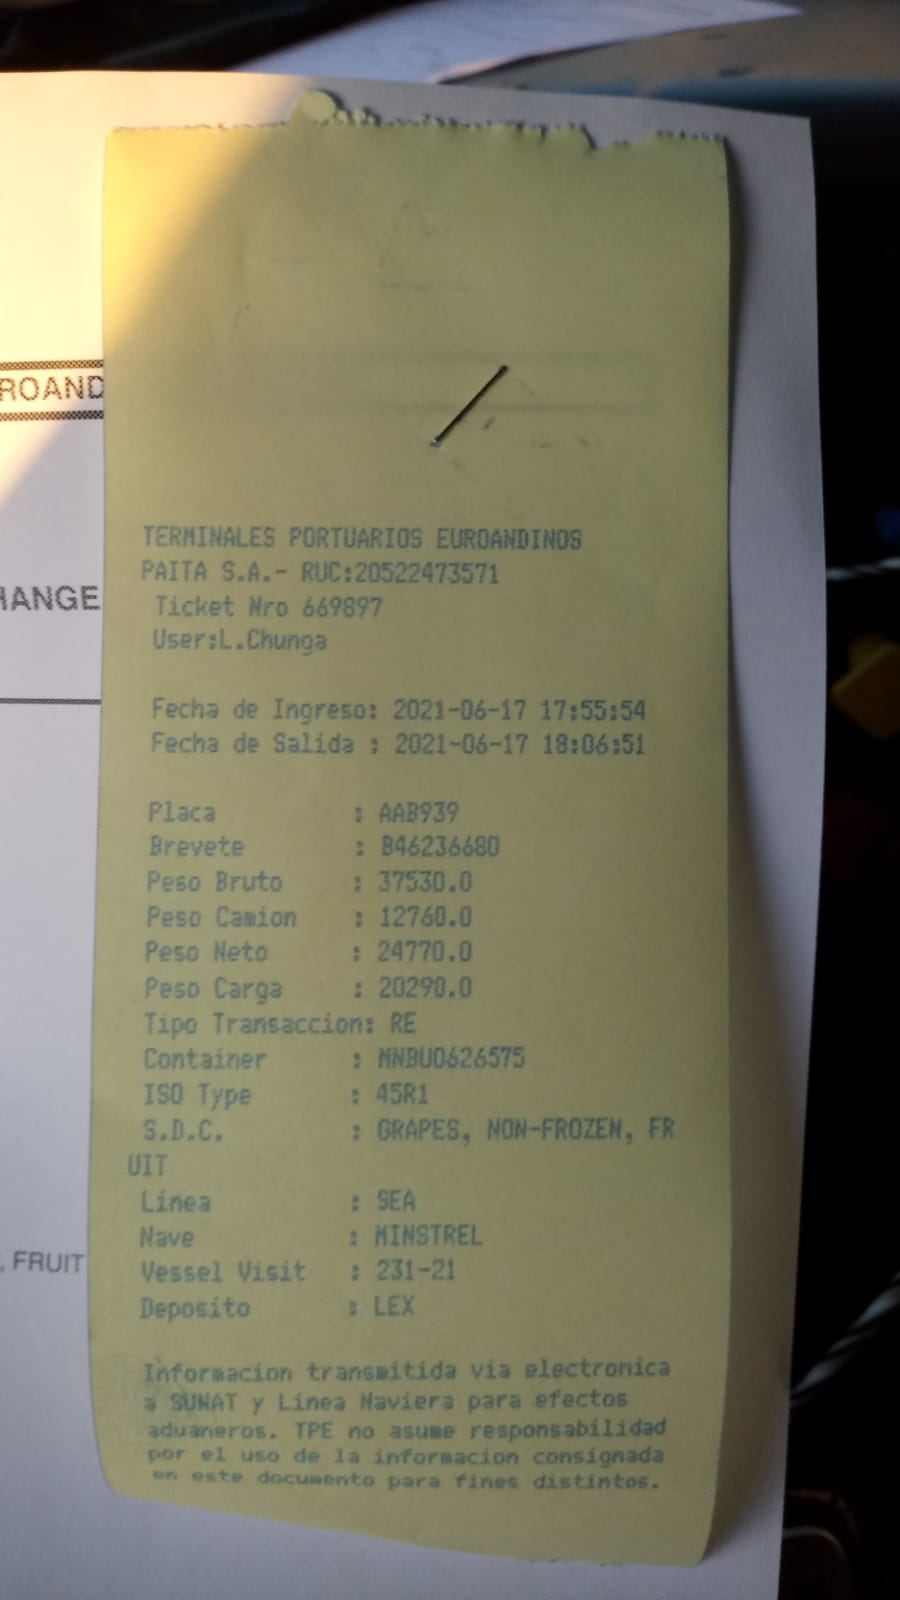 ROAND
HANGE
, FRUIT
TERMINALES PORTUARIOS EUROANDINOS
PAITA S.A.- RUC:20522473571
Ticket Nro 669897
User:L.Chunga
Fecha de Ingreso: 2021-06-17 17:55:54
Fecha de Salida : 2021-06-17 18:06:51
Placa : AAB939
Brevete : B46236680
Peso Bruto : 37530.0
Peso Camion : 12760.0
Peso Neto : 24770.0
Peso Carga : 20290.0
Tipo Transaccion: RE
Container : MNBU0626575
ISO Type : 45R1
S.D.C. : GRAPES, NON-FROZEN, FR
UIT
Linea : SEA
Nave : MINSTREL
Vessel Visit : 231-21
Deposito : LEX
Informacion transmitida via electronica
a SUNAT y Linea Naviera para efectos
aduaneros. TPE no asume responsabilidad
por el uso de la informacion consignada
en este documento para fines distintos.